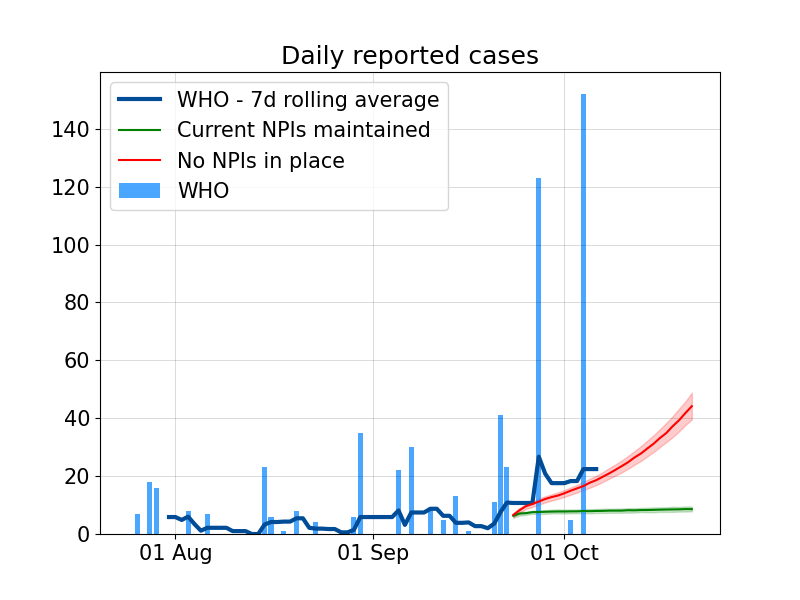 Daily reported cases
WHO - 7d rolling average
Current NPIs maintained
No NPIs in place
WHO
140
120
100
80
60
40
20
0
01 Aug
01 Sep
01 Oct